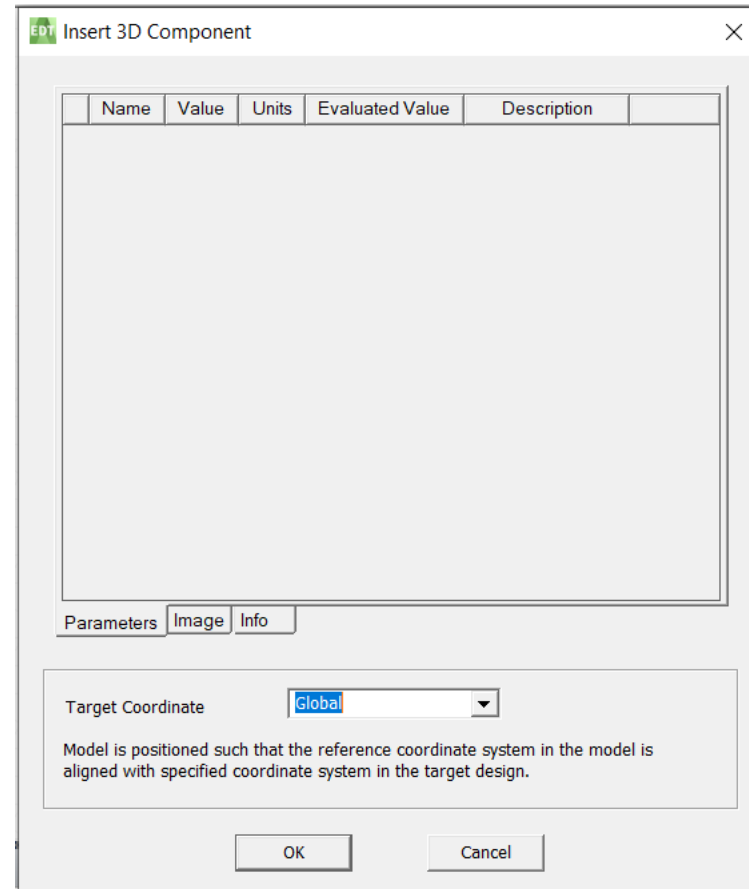 EDT Insert 3D Component
Name Value Units Evaluated Value Description
Parameters Image Info
Target Coordinate Global
Model is positioned such that the reference coordinate system in the model is
aligned with specified coordinate system in the target design.
OK Cancel